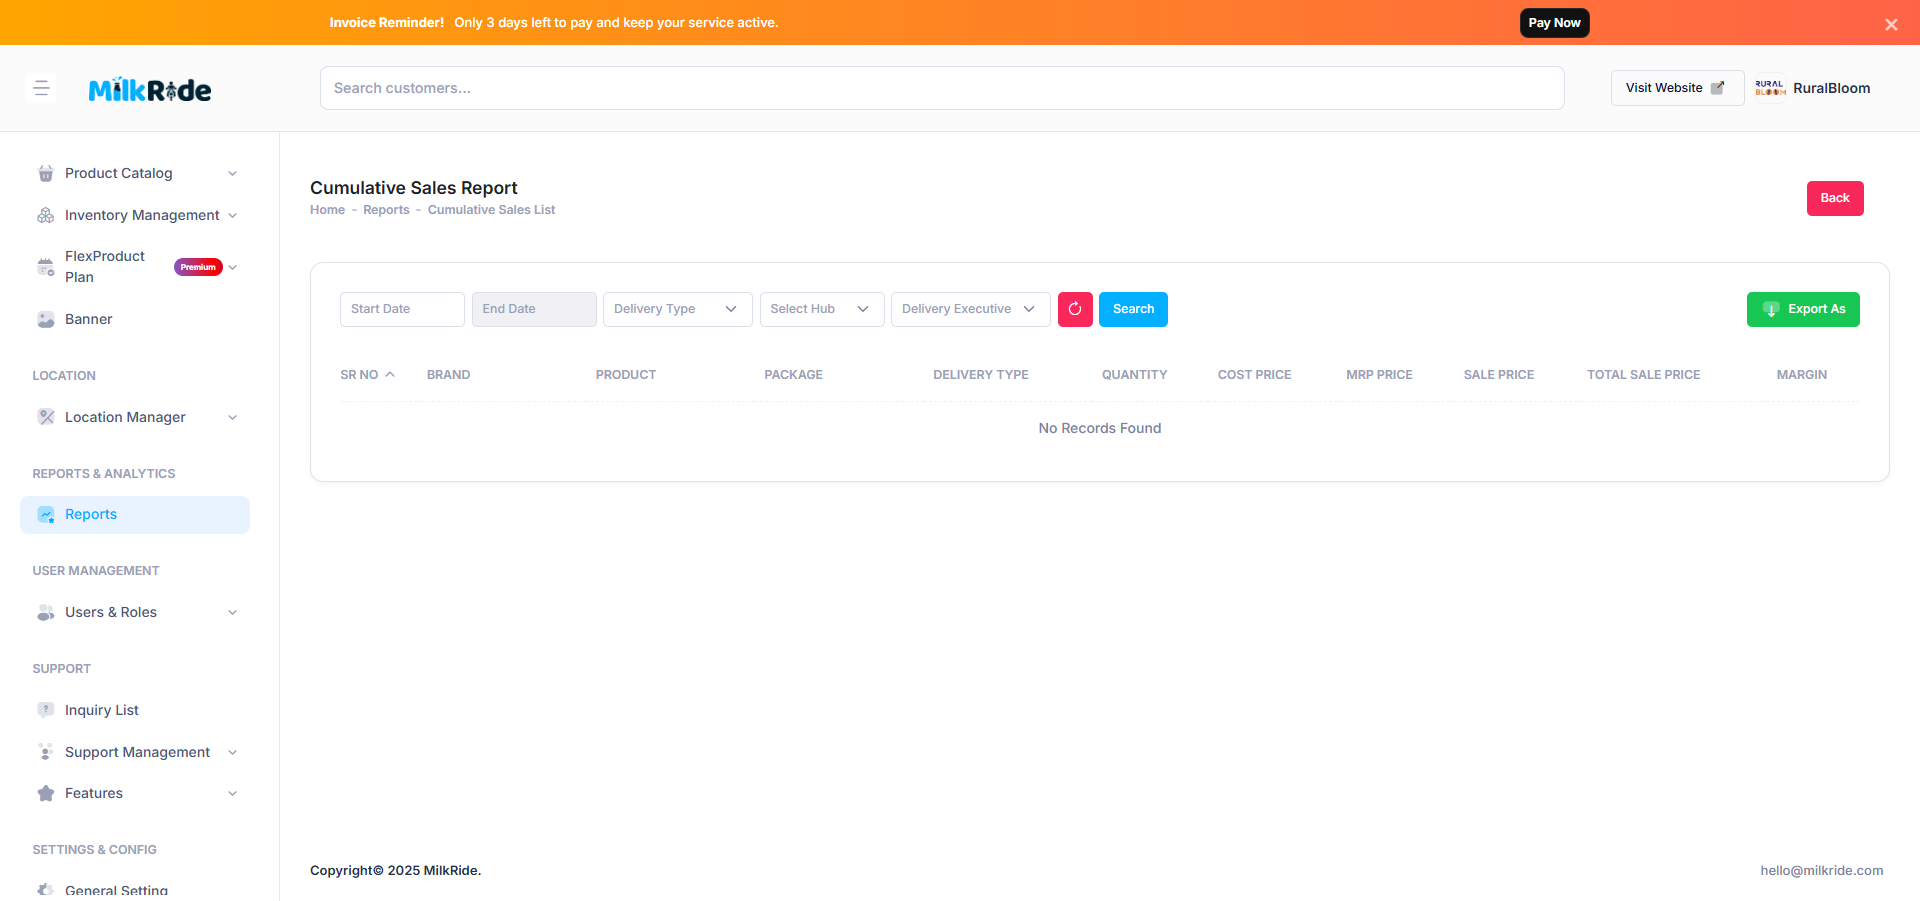 Invoice Reminder! Only 3 days left to pay and keep your service active.
Pay Now
MilkRide
Search customers...
Visit Website
RURAL
BLOOM
RuralBloom
Product Catalog
Inventory Management
FlexProduct
Plan
Premium
Banner
LOCATION
Location Manager
REPORTS & ANALYTICS
Reports
USER MANAGEMENT
Users & Roles
SUPPORT
Inquiry List
Support Management
Features
SETTINGS & CONFIG
General Setting
Cumulative Sales Report
Home - Reports - Cumulative Sales List
Back
Start Date
End Date
Delivery Type
Select Hub
Delivery Executive
Search
Export As
SR NO BRAND PRODUCT PACKAGE DELIVERY TYPE QUANTITY COST PRICE MRP PRICE SALE PRICE TOTAL SALE PRICE MARGIN
No Records Found
Copyright© 2025 MilkRide.
hello@milkride.com